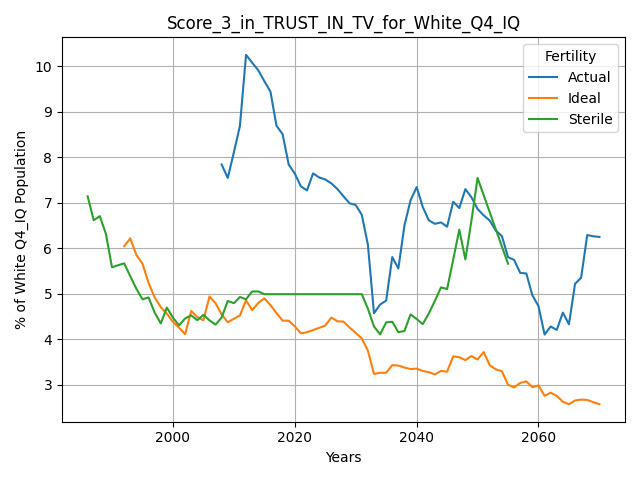 Score_3_in_TRUST_IN_TV_for_White_Q4_IQ
Fertility
Actual
Ideal
Sterile
% of White Q4_IQ Population
10
9
8
7
6
5
4
3
2000
2020
2040
2060
Years